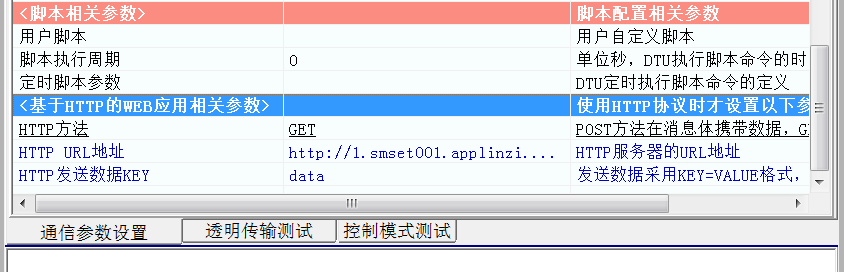 <脚本相关参数> 脚本配置相关参数
用户脚本 用户自定义脚本
脚本执行周期 0 单位秒,DTU执行脚本命令的时
定时脚本参数 DTU定时执行脚本命令的定义
<基于HTTP的WEB应用相关参数> 使用HTTP协议时才设置以下参
HTTP方法 GET POST方法在消息体携带数据,G
HTTP URL地址 http://1.smset001.applinzi....
HTTP服务器的URL地址
HTTP发送数据KEY data 发送数据采用KEY=VALUE格式,
通信参数设置 透明传输测试 控制模式测试